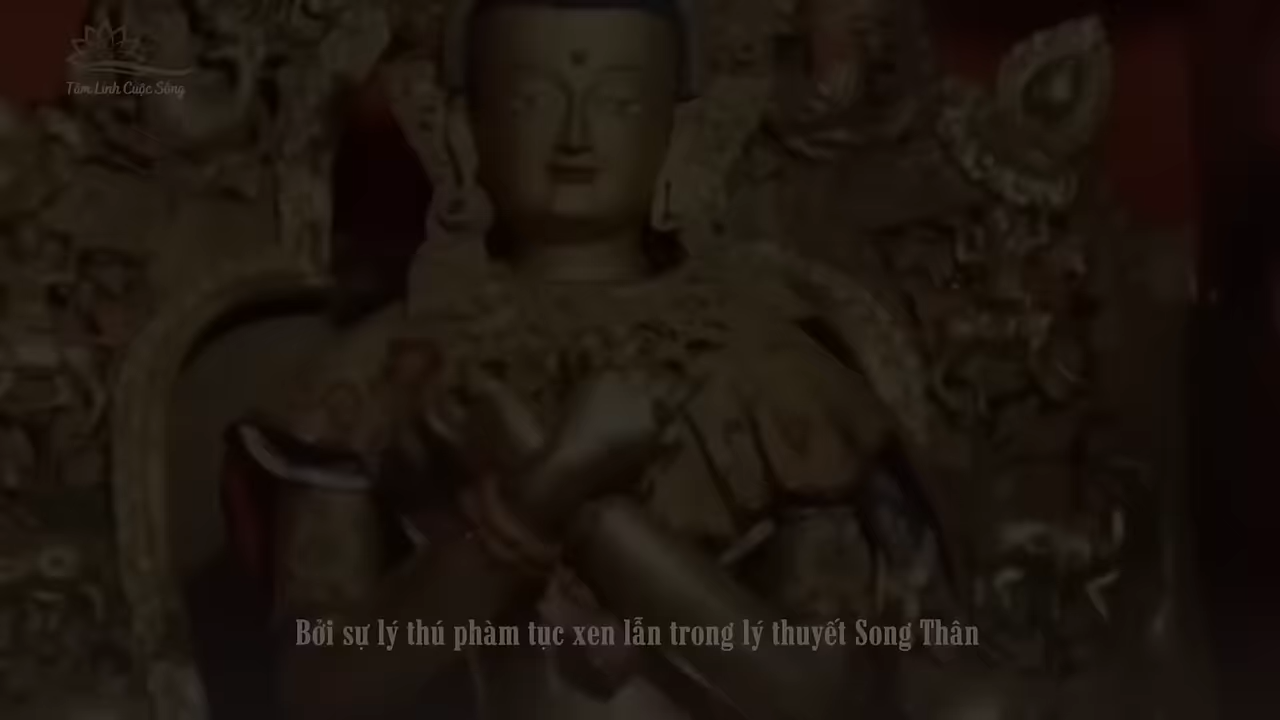 Tâm Linh Cuộc Sống
Bởi sự lý thú phàm tục xen lẫn trong lý thuyết Song Thân